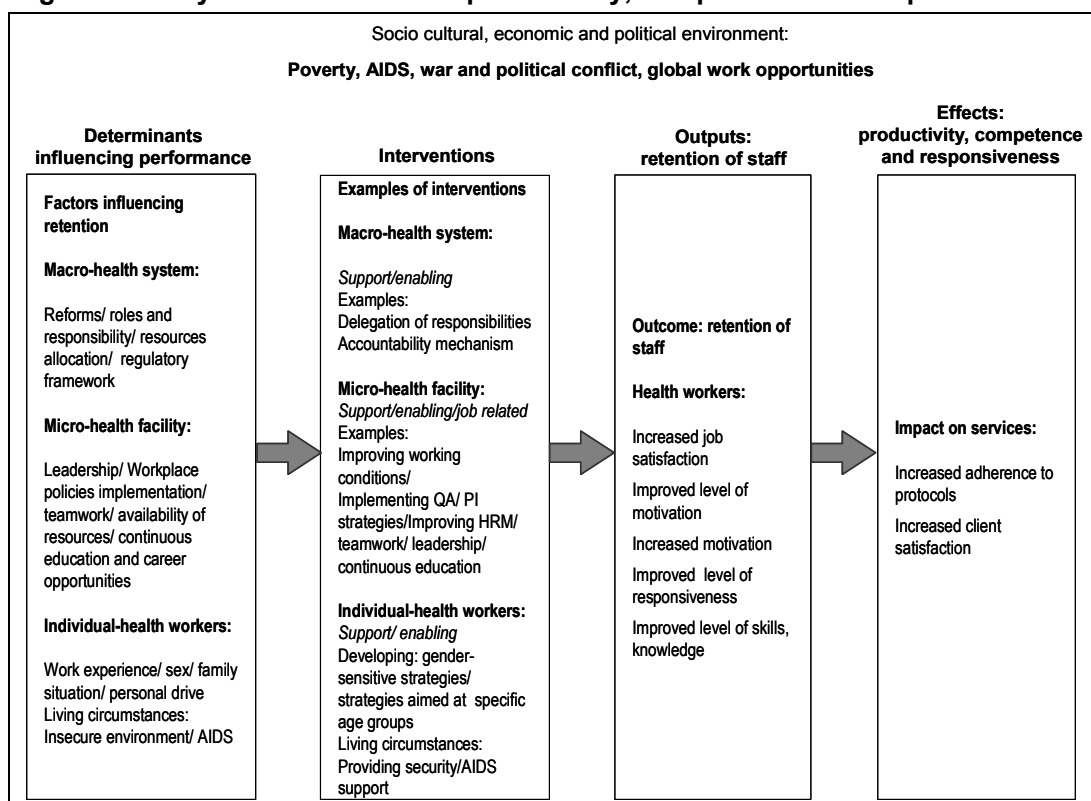 Socio cultural, economic and political environment:
Poverty, AIDS, war and political conflict, global work opportunities
Determinants
influencing performance
Factors influencing
retention
Macro-health system:
Reforms/ roles and
responsibility/ resources
allocation/ regulatory
framework
Micro-health facility:
Leadership/ Workplace
policies implementation/
teamwork/ availability of
resources/ continuous
education and career
opportunities
Individual-health workers:
Work experience/ sex/ family
situation/ personal drive
Living circumstances:
Insecure environment/ AIDS
Interventions
Examples of interventions
Macro-health system:
Support/enabling
Examples:
Delegation of responsibilities
Accountability mechanism
Micro-health facility:
Support/enabling/job related
Examples:
Improving working
conditions/
Implementing QA/ PI
strategies/Improving HRM/
teamwork/ leadership/
continuous education
Individual-health workers:
Support/ enabling
Developing: gender-
sensitive strategies/
strategies aimed at specific
age groups
Living circumstances:
Providing security/AIDS
support
Outputs:
retention of staff
Outcome: retention of
staff
Health workers:
Increased job
satisfaction
Improved level of
motivation
Increased motivation
Improved level of
responsiveness
Improved level of skills,
knowledge
Effects:
productivity, competence
and responsiveness
Impact on services:
Increased adherence to
protocols
Increased client
satisfaction